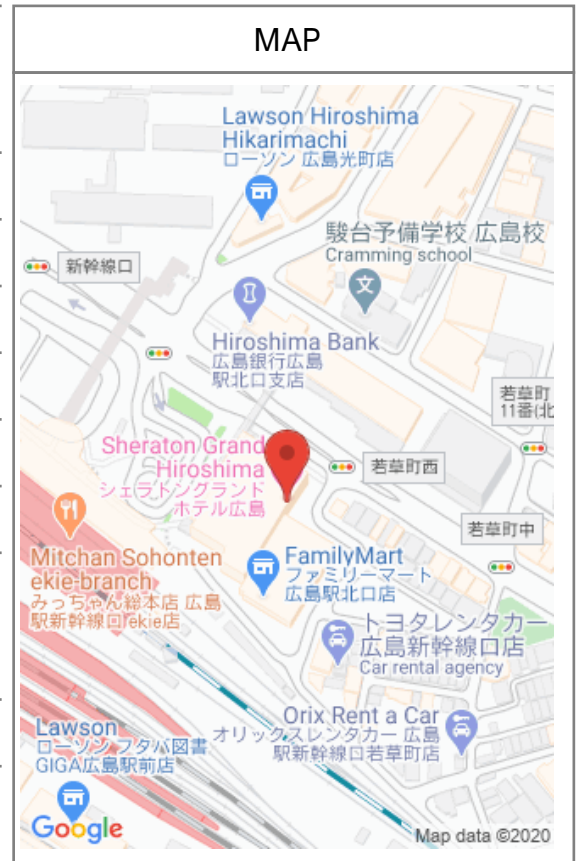 MAP
Lawson Hiroshima
Hikarimachi
ローソン 広島光町店
駿台予備学校 広島校
Cramming school
文
新幹線口
Hiroshima Bank
広島銀行広島
駅北口支店
若草町
11番(北
Sheraton Grand
Hiroshima
シェラトングランド
ホテル広島
若草町西
若草町中
Mitchan Sohonten
ekie-branch
みっちゃん総本店 広島
駅新幹線口ekie店
FamilyMart
ファミリーマート
広島駅北口店
トヨタレンタカー
広島新幹線口店
Car rental agency
Orix Rent a Car
オリックスレンタカー 広島
駅新幹線口若草町店
Lawson
ローソン フタバ図書
GIGA広島駅前店
Google
Map data ©2020